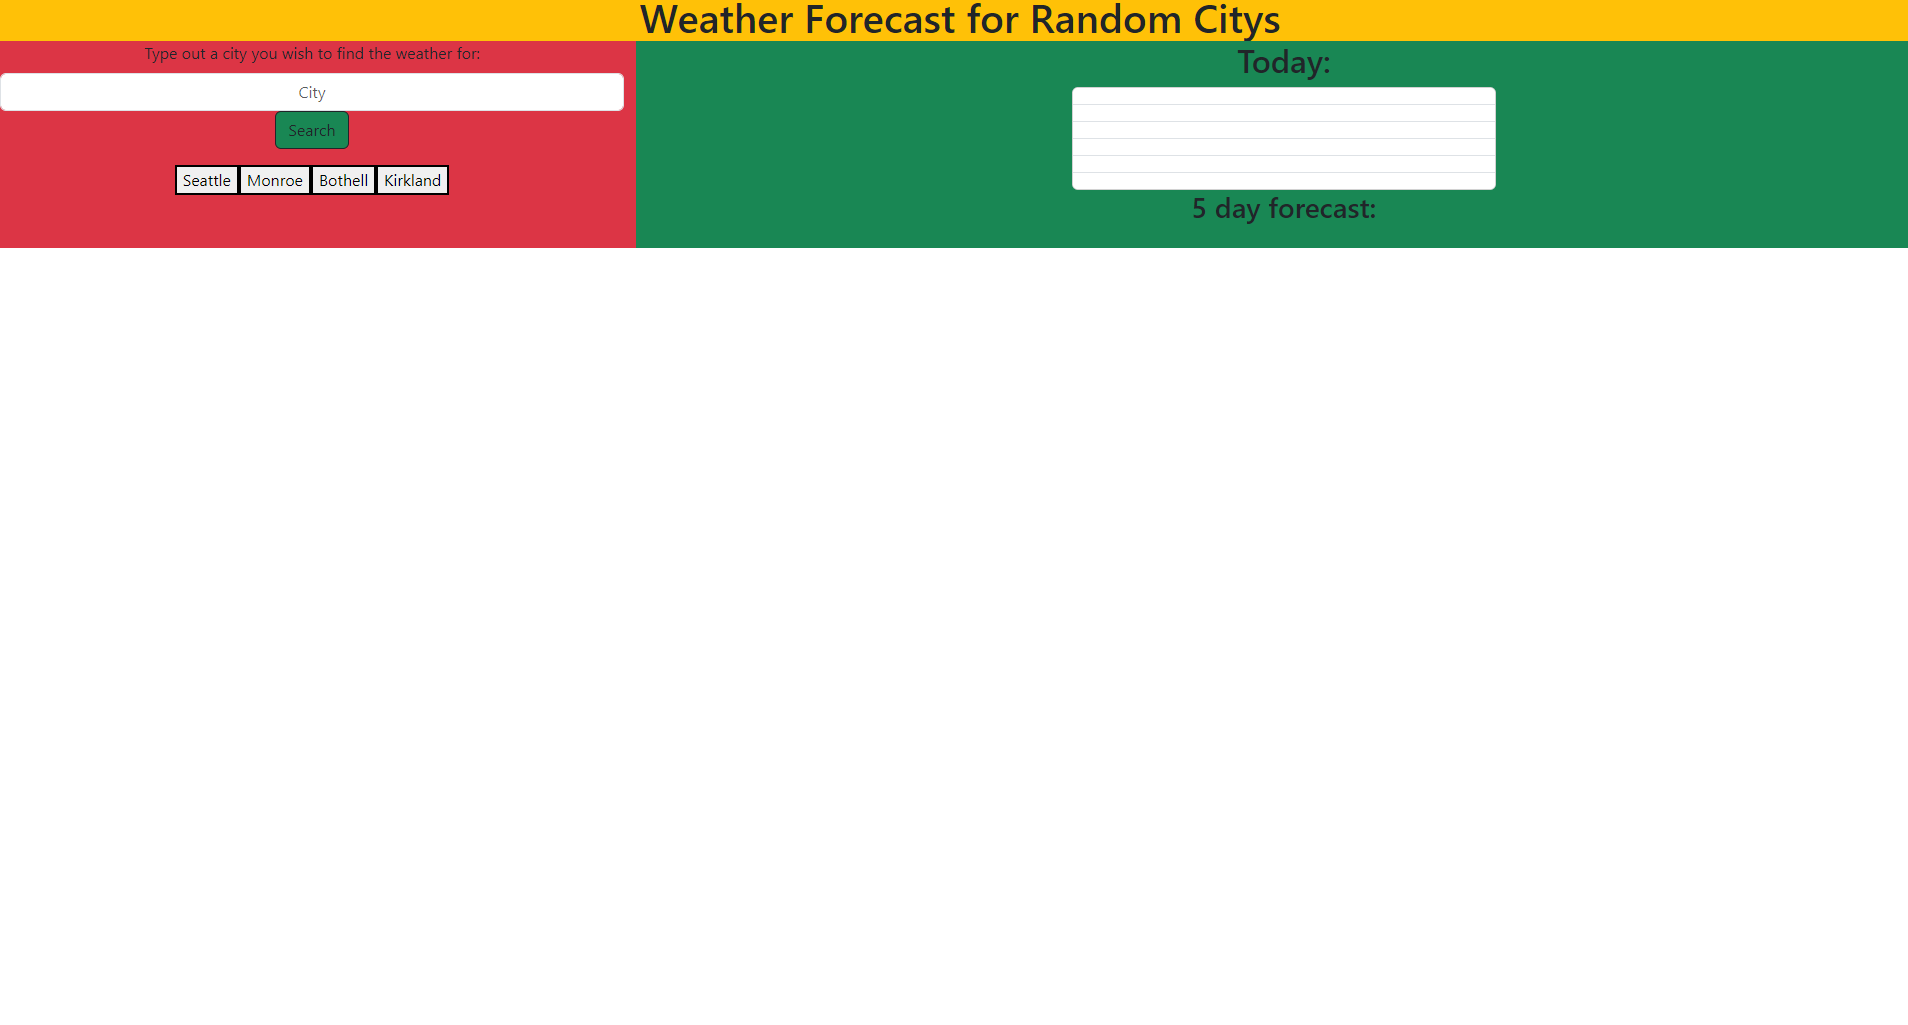 Weather Forecast for Random Citys
Type out a city you wish to find the weather for:
City
Search
Seattle Monroe Bothell Kirkland
Today:
5 day forecast: